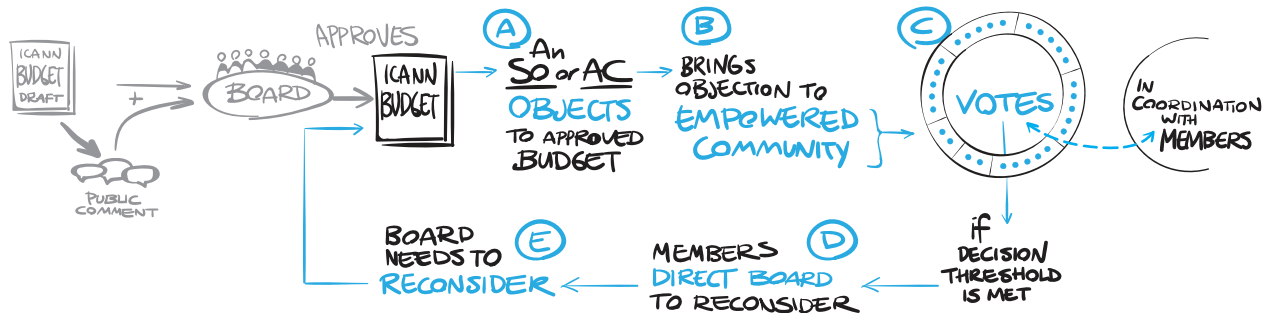 ICANN
BUDGET
DRAFT
+
PUBLIC
COMMENT
BOARD
APPROVES
ICANN
BUDGET
A
An
SO or AC
OBJECTS
TO APPROVED
BUDGET
B
BRINGS
OBJECTION TO
EMPOWERED
COMMUNITY
C
VOTES
IN
COORDINATION
WITH
MEMBERS
if
DECISION
THRESHOLD
IS MET
D
MEMBERS
DIRECT BOARD
TO RECONSIDER
E
BOARD
NEEDS TO
RECONSIDER